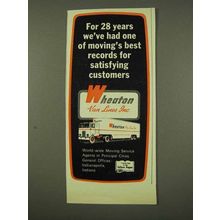 For 28 years
we've had one
of moving's best
records for
satisfying
customers
Wheaton
Van Lines Inc
Wheaton
World-wide Moving Service
Agents in Principal Cities
General Offices
Indianapolis,
Indiana